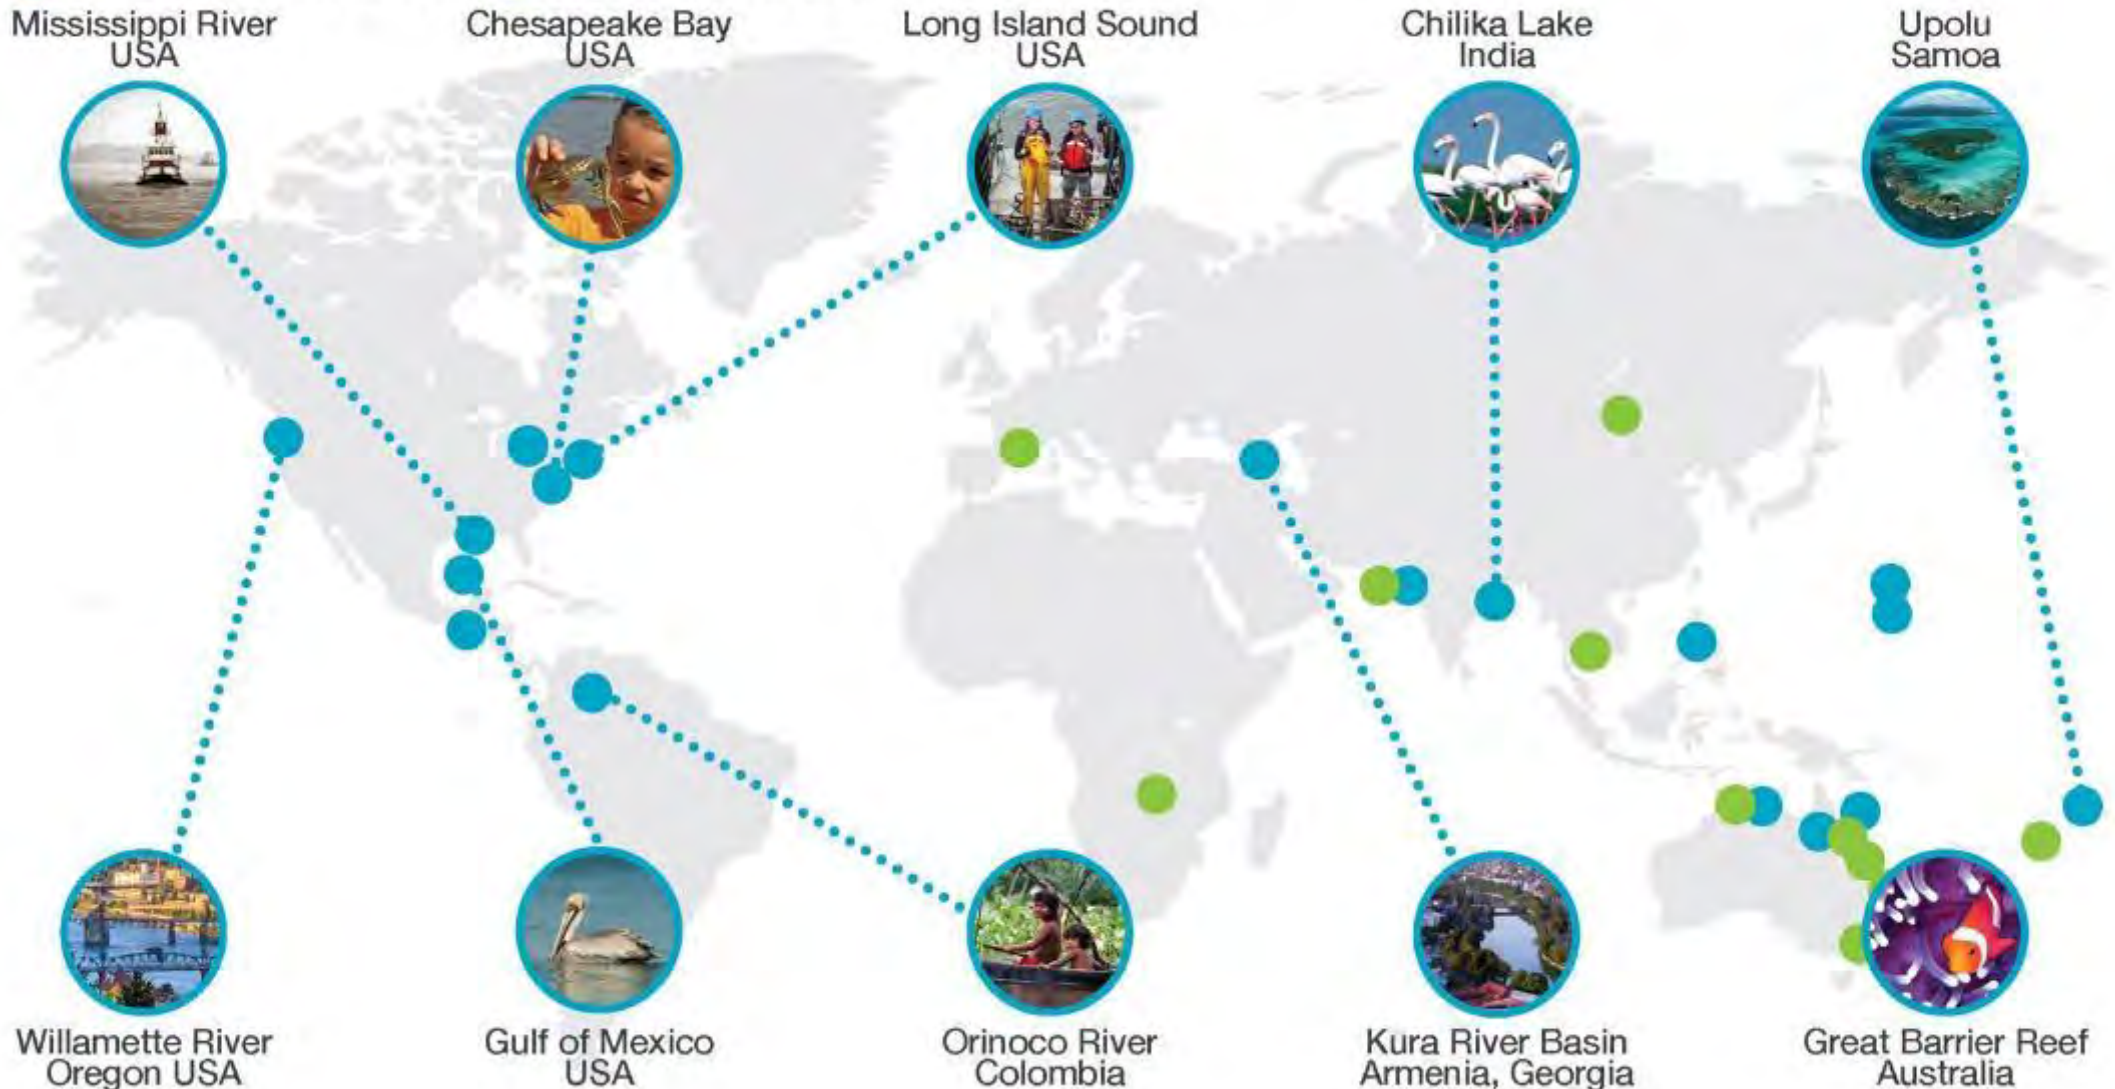 Mississippi River
USA
Chesapeake Bay
USA
Long Island Sound
USA
Chilika Lake
India
Upolu
Samoa
Willamette River
Oregon USA
Gulf of Mexico
USA
Orinoco River
Colombia
Kura River Basin
Armenia, Georgia
Great Barrier Reef
Australia